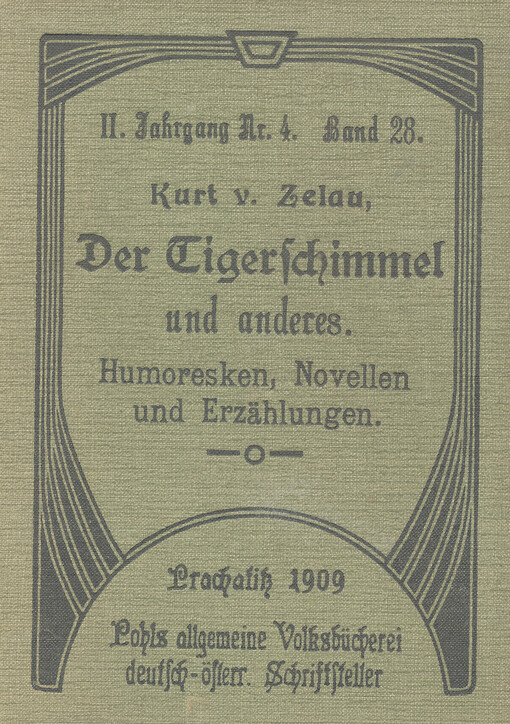 II. Jahrgang Nr. 4. Band 28.
Kurt v. Zelau,
Der Tigerschimmel
und anderes.
Humoresken, Novellen
und Erzählungen.
Prachatitz 1909
Pohls allgemeine Volksbücherei
deutsch-österr. Schriftsteller